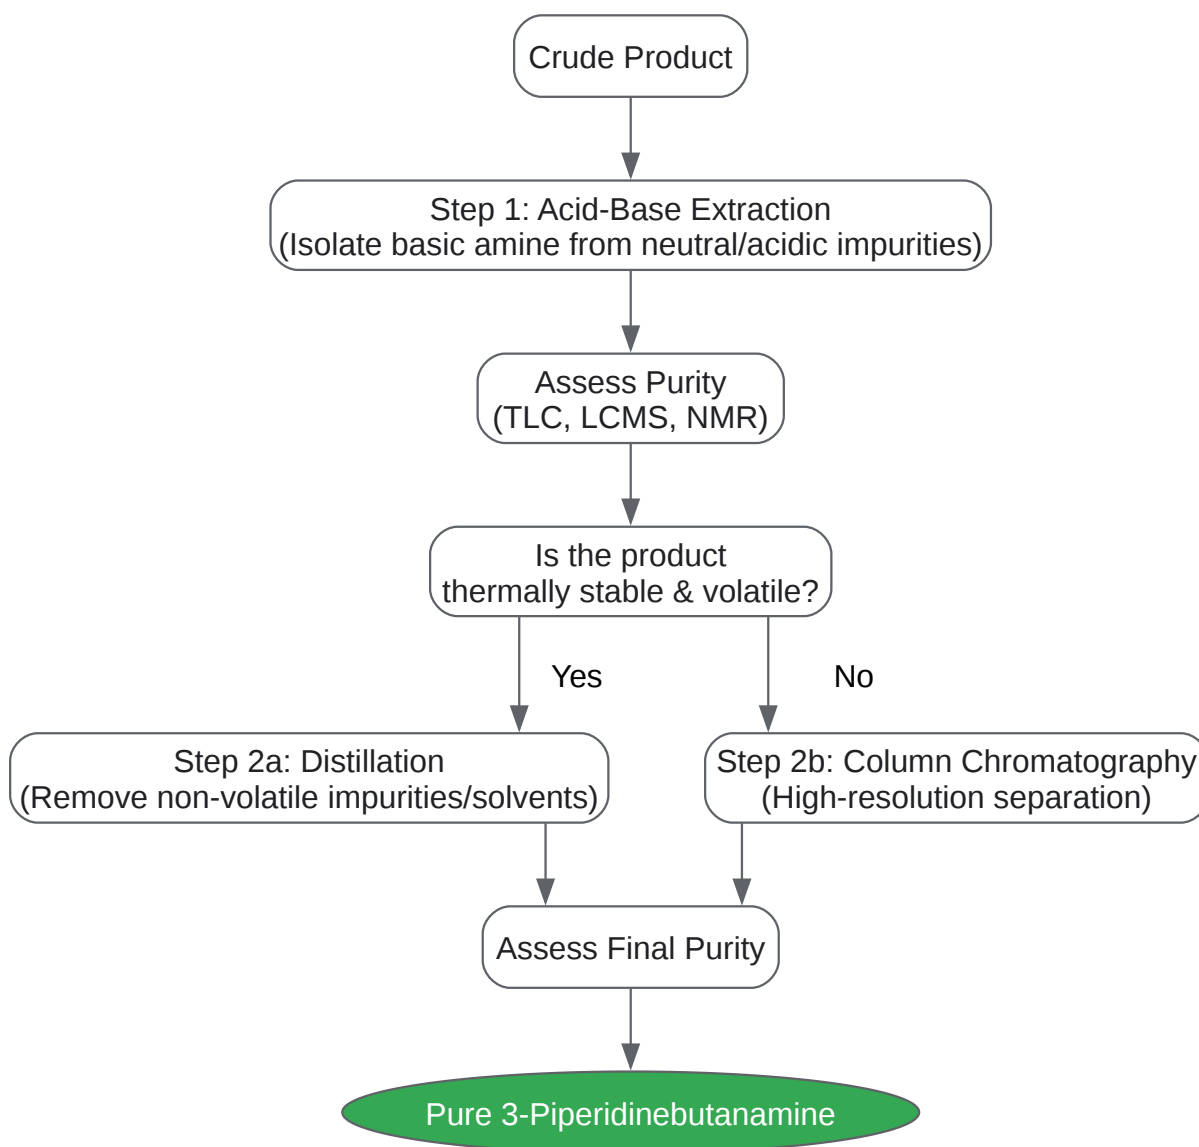 Crude Product
Step 1: Acid-Base Extraction
(Isolate basic amine from neutral/acidic impurities)
Assess Purity
(TLC, LCMS, NMR)
Is the product
thermally stable & volatile?
Yes
No
Step 2a: Distillation
(Remove non-volatile impurities/solvents)
Step 2b: Column Chromatography
(High-resolution separation)
Assess Final Purity
Pure 3-Piperidinebutanamine